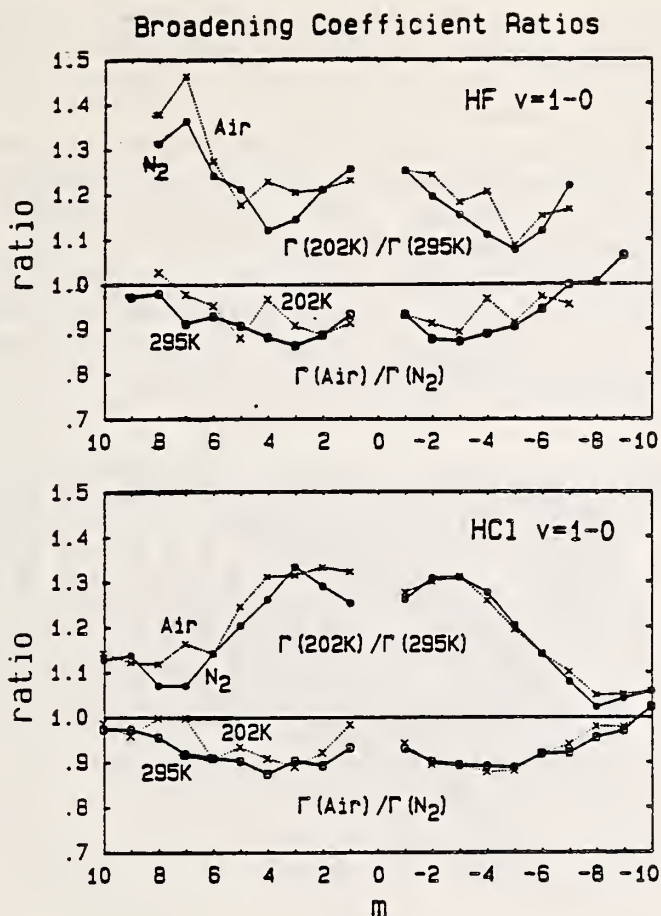 Broadening Coefficient Ratios
1.5
1.4
1.3
1.2
1.1
1.0
.9
.8
.7
ratio
HF v=1-0
Air
N₂
Γ(202K)/Γ(295K)
202K
295K
Γ(Air)/Γ(N₂)
10 8 6 4 2 0 -2 -4 -6 -8 -10
1.5
1.4
1.3
1.2
1.1
1.0
.9
.8
.7
ratio
HCl v=1-0
Air
N₂
Γ(202K)/Γ(295K)
202K
295K
Γ(Air)/Γ(N₂)
10 8 6 4 2 0 -2 -4 -6 -8 -10
m